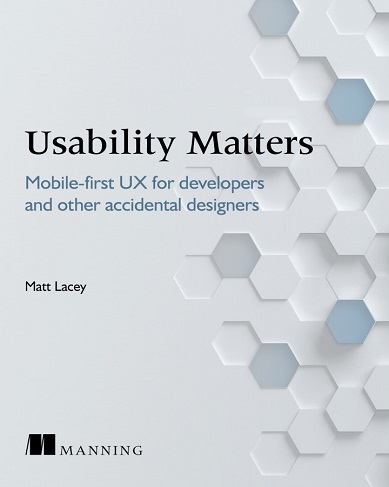 Usability Matters
Mobile-first UX for developers
and other accidental designers
Matt Lacey
MANNING